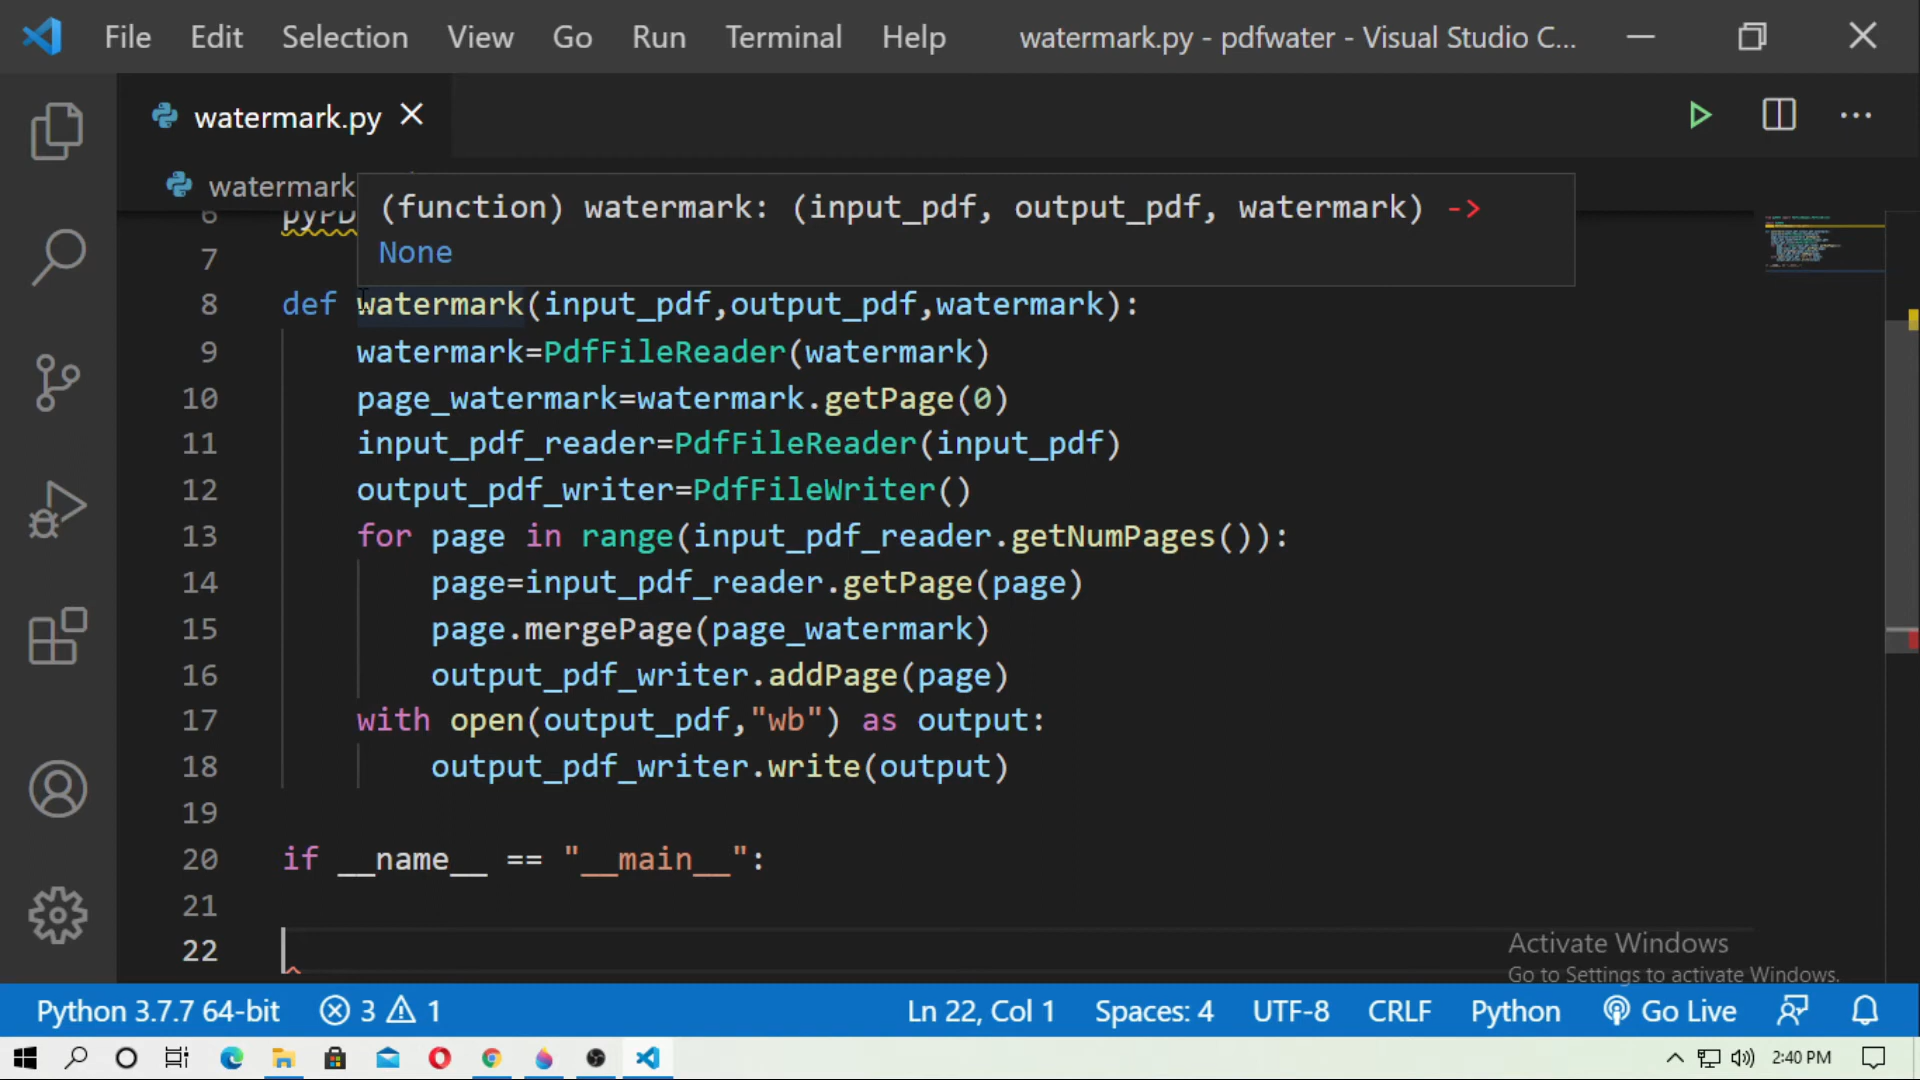 File Edit Selection View Go Run Terminal Help watermark.py - pdfwater - Visual Studio C...
watermark.py
watermark
(function) watermark: (input_pdf, output_pdf, watermark) ->
None
6 pyPD
7
8 def watermark(input_pdf,output_pdf,watermark):
9 watermark=PdfFileReader(watermark)
10 page_watermark=watermark.getPage(0)
11 input_pdf_reader=PdfFileReader(input_pdf)
12 output_pdf_writer=PdfFileWriter()
13 for page in range(input_pdf_reader.getNumPages()):
14 page=input_pdf_reader.getPage(page)
15 page.mergePage(page_watermark)
16 output_pdf_writer.addPage(page)
17 with open(output_pdf,"wb") as output:
18 output_pdf_writer.write(output)
19
20 if __name__ == "__main__":
21
22
Activate Windows
Go to Settings to activate Windows.
Python 3.7.7 64-bit 3 1 Ln 22, Col 1 Spaces: 4 UTF-8 CRLF Python Go Live
2:40 PM